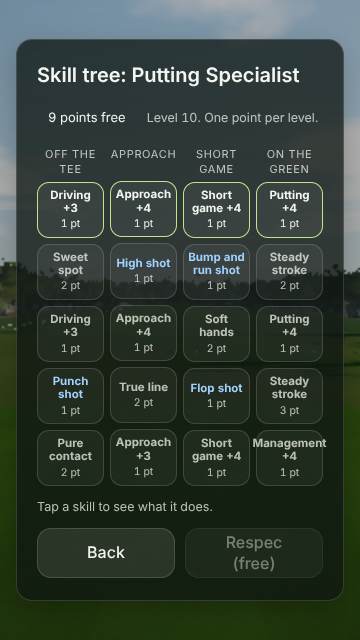 Skill tree: Putting Specialist
9 points free
Level 10. One point per level.
OFF THE
TEE
APPROACH
SHORT
GAME
ON THE
GREEN
Driving
+3
1 pt
Approach
+4
1 pt
Short
game +4
1 pt
Putting
+4
1 pt
Sweet
spot
2 pt
High shot
1 pt
Bump and
run shot
1 pt
Steady
stroke
2 pt
Driving
+3
1 pt
Approach
+4
1 pt
Soft
hands
2 pt
Putting
+4
1 pt
Punch
shot
1 pt
True line
2 pt
Flop shot
1 pt
Steady
stroke
3 pt
Pure
contact
2 pt
Approach
+3
1 pt
Short
game +4
1 pt
Management
+4
1 pt
Tap a skill to see what it does.
Back
Respec
(free)